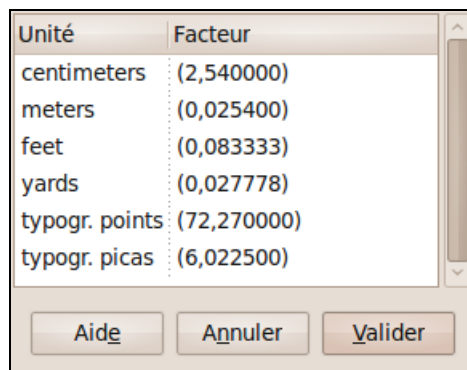 Unité Facteur
centimeters (2,540000)
meters (0,025400)
feet (0,083333)
yards (0,027778)
typogr. points (72,270000)
typogr. picas (6,022500)
Aide Annuler Valider